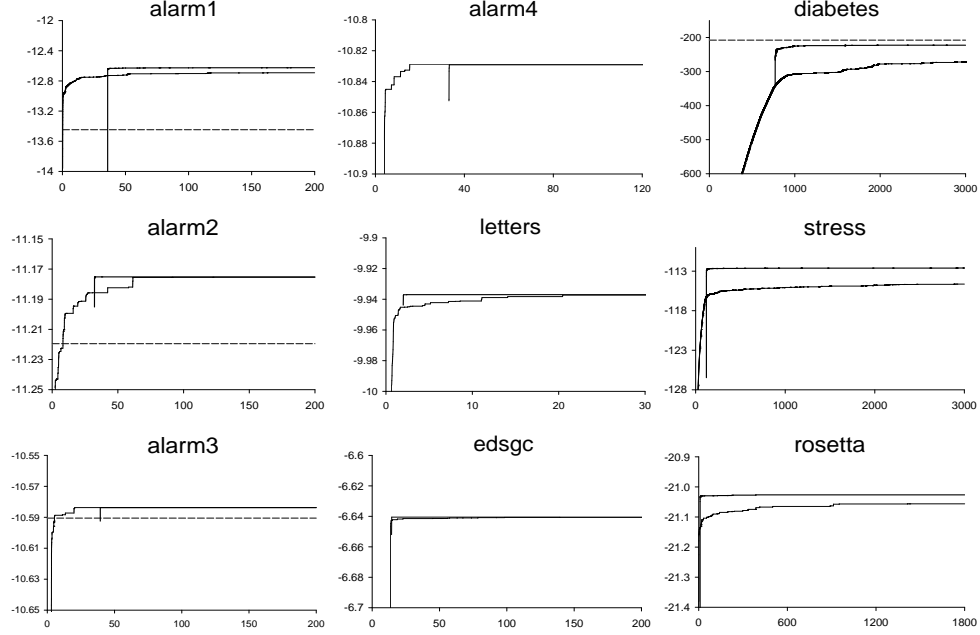 alarm1
-12
-12.4
-12.8
-13.2
-13.6
-14
0 50 100 150 200
alarm4
-10.8
-10.82
-10.84
-10.86
-10.88
-10.9
0 40 80 120
diabetes
-200
-300
-400
-500
-600
0 1000 2000 3000
alarm2
-11.15
-11.17
-11.19
-11.21
-11.23
-11.25
0 50 100 150 200
letters
-9.9
-9.92
-9.94
-9.96
-9.98
-10
0 10 20 30
stress
-113
-118
-123
-128
0 1000 2000 3000
alarm3
-10.55
-10.57
-10.59
-10.61
-10.63
-10.65
0 50 100 150 200
edsgc
-6.6
-6.62
-6.64
-6.66
-6.68
-6.7
0 50 100 150 200
rosetta
-20.9
-21.0
-21.1
-21.2
-21.3
-21.4
0 600 1200 1800